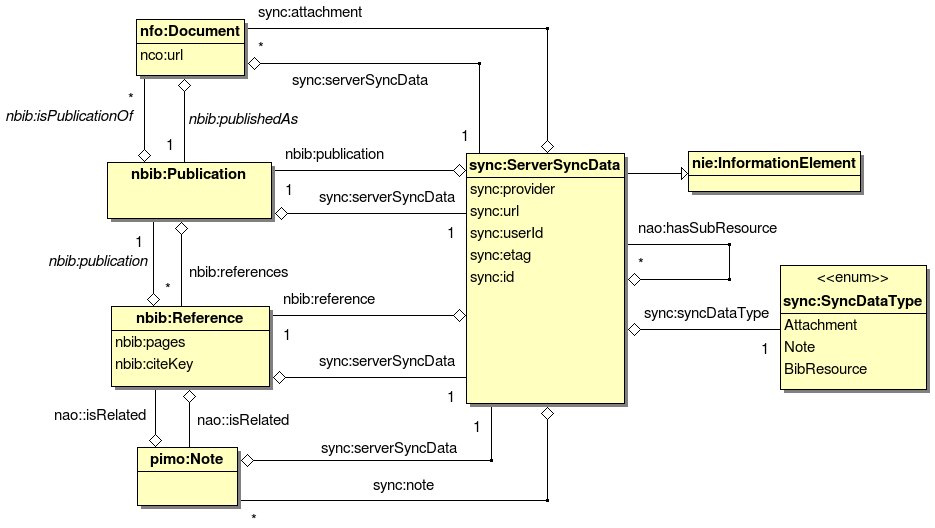 sync:attachment
nfo:Document
nco:url
*
sync:serverSyncData
*
nbib:isPublicationOf
nbib:publishedAs
1
1
nbib:publication
nbib:Publication
1
sync:serverSyncData
1
sync:ServerSyncData
sync:provider
sync:url
sync:userId
sync:etag
sync:id
nie:InformationElement
nao:hasSubResource
*
1
nbib:publication
*
nbib:references
nbib:reference
nbib:Reference
nbib:pages
nbib:citeKey
1
sync:serverSyncData
1
sync:syncDataType
1
<<enum>>
sync:SyncDataType
Attachment
Note
BibResource
nao::isRelated
nao::isRelated
1
sync:serverSyncData
pimo:Note
sync:note
*